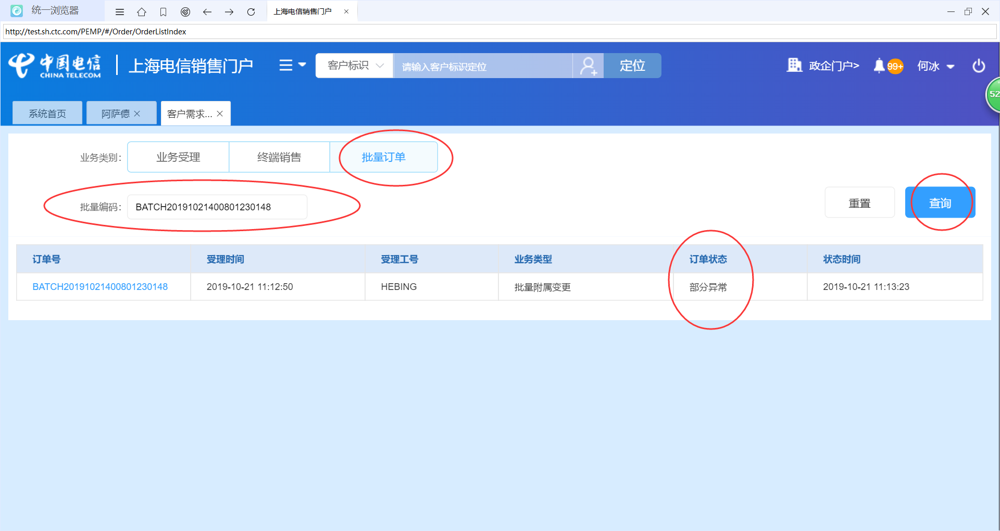 统一浏览器
上海电信销售门户
http://test.sh.ctc.com/PEMP/#/Order/OrderListIndex
中国电信
CHINA TELECOM
上海电信销售门户
客户标识
请输入客户标识定位
定位
政企门户>
99+
何冰
52
系统首页
阿萨德
客户需求...
业务类别：
业务受理
终端销售
批量订单
批量编码：
BATCH20191021400801230148
重置
查询
订单号
受理时间
受理工号
业务类型
订单状态
状态时间
BATCH20191021400801230148
2019-10-21 11:12:50
HEBING
批量附属变更
部分异常
2019-10-21 11:13:23